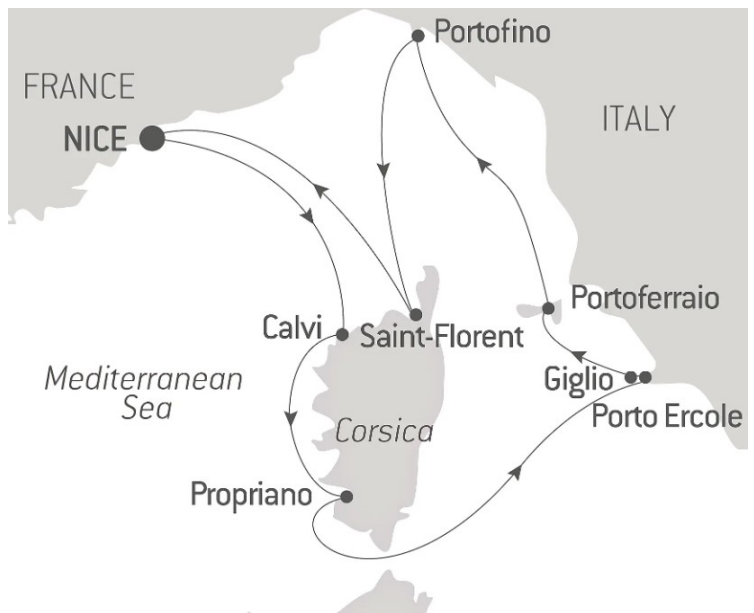 Portofino
FRANCE
ITALY
NICE
Portoferraio
Calvi
Saint-Florent
Mediterranean
Sea
Giglio
Porto Ercole
Corsica
Propriano